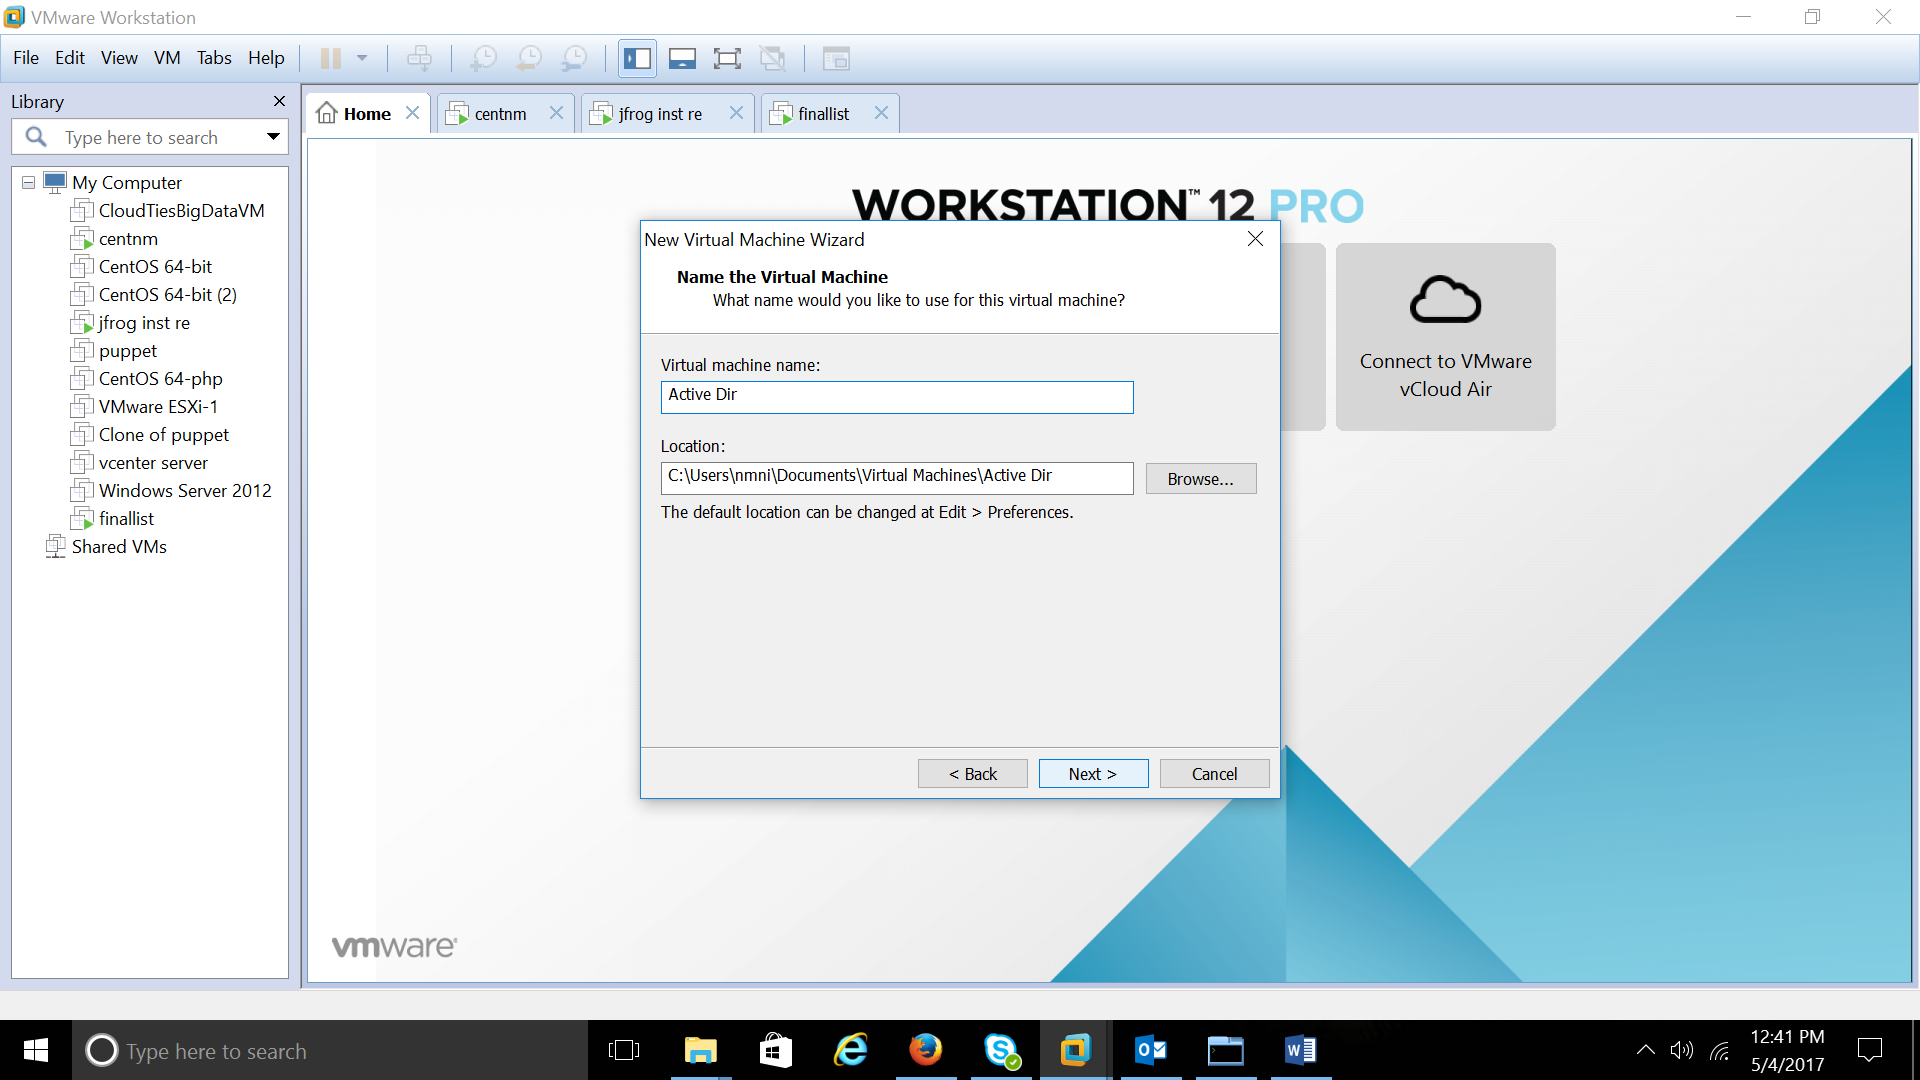 VMware Workstation
File Edit View VM Tabs Help
Library
Type here to search
My Computer
CloudTiesBigDataVM
centnm
CentOS 64-bit
CentOS 64-bit (2)
jfrog inst re
puppet
CentOS 64-php
VMware ESXi-1
Clone of puppet
vcenter server
Windows Server 2012
finallist
Shared VMs
Home centnm jfrog inst re finallist
WORKSTATION™ 12 PRO
New Virtual Machine Wizard
Name the Virtual Machine
What name would you like to use for this virtual machine?
Virtual machine name:
Active Dir
Location:
C:\Users\nmni\Documents\Virtual Machines\Active Dir
Browse...
The default location can be changed at Edit > Preferences.
< Back Next > Cancel
Connect to VMware
vCloud Air
vmware®
Type here to search
12:41 PM
5/4/2017